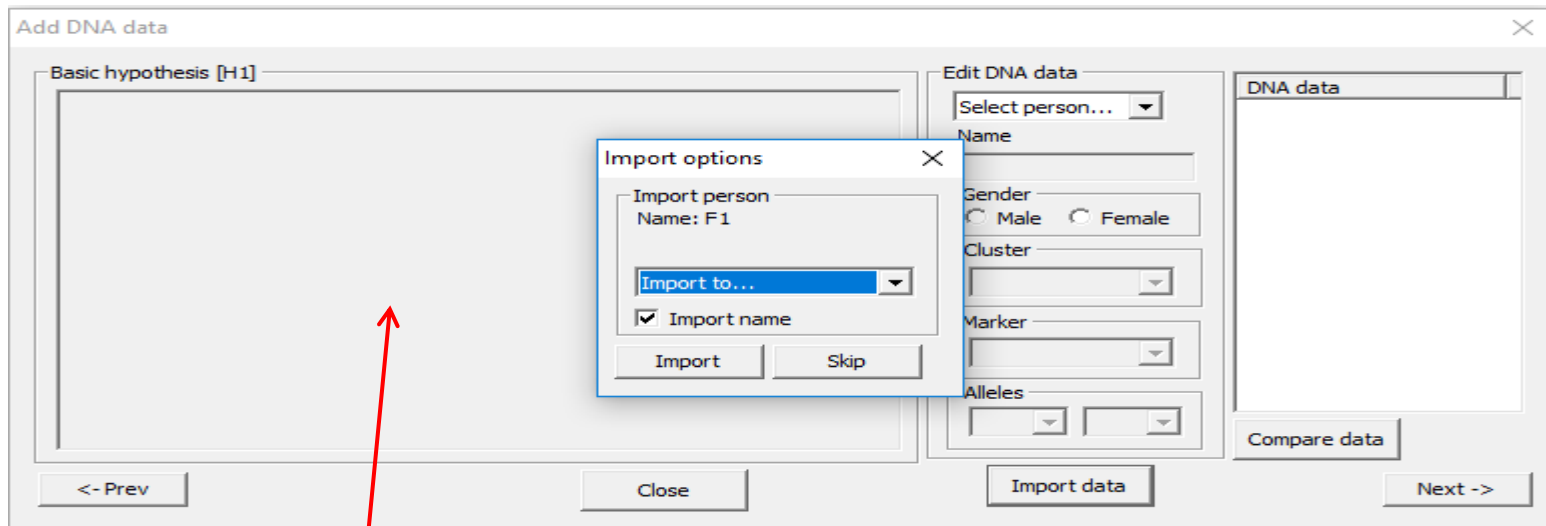 Add DNA data
Basic hypothesis [H1]
Edit DNA data
Select person...
Name
Gender
Male Female
Cluster
Marker
Alleles
DNA data
Compare data
Import options
Import person
Name: F1
Import to...
Import name
Import Skip
<- Prev Close Import data Next ->